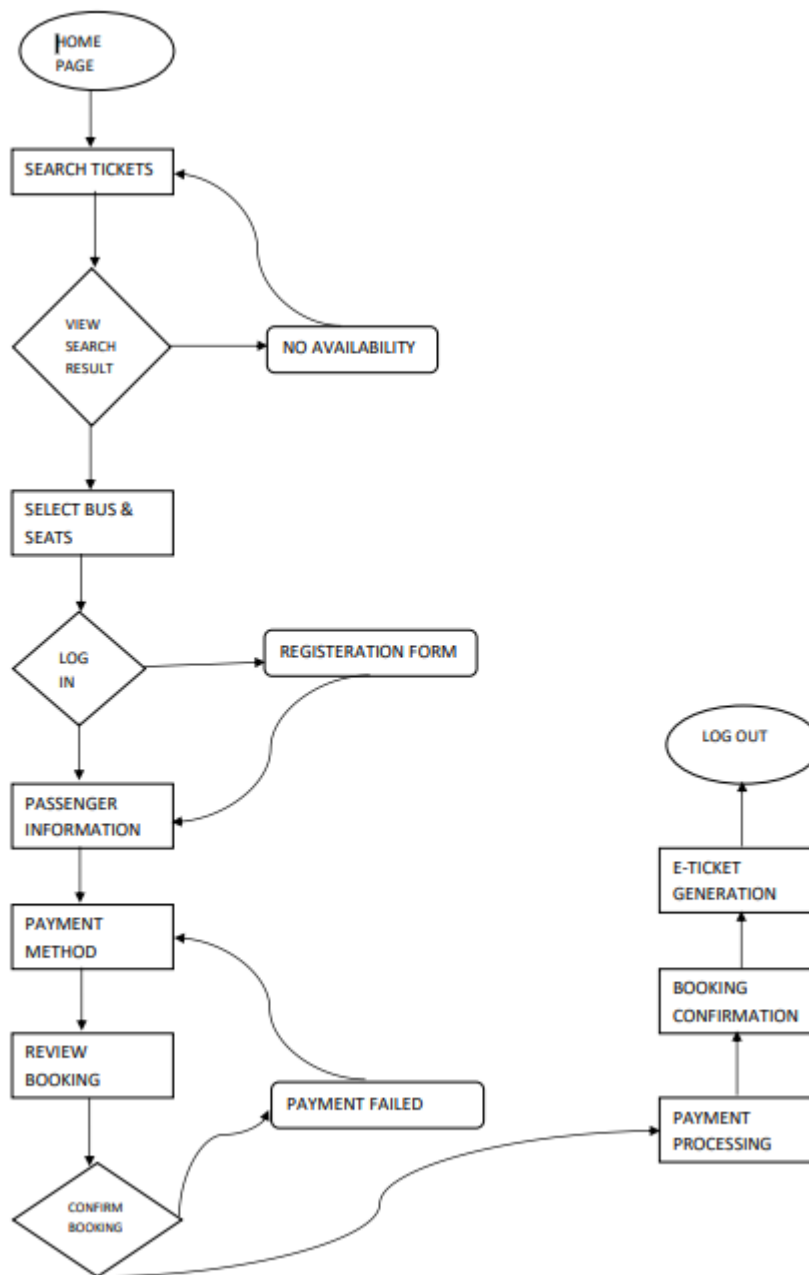 HOME
PAGE
SEARCH TICKETS
VIEW
SEARCH
RESULT
NO AVAILABILITY
SELECT BUS &
SEATS
LOG
IN
REGISTERATION FORM
PASSENGER
INFORMATION
PAYMENT
METHOD
REVIEW
BOOKING
PAYMENT FAILED
CONFIRM
BOOKING
PAYMENT
PROCESSING
BOOKING
CONFIRMATION
E-TICKET
GENERATION
LOG OUT